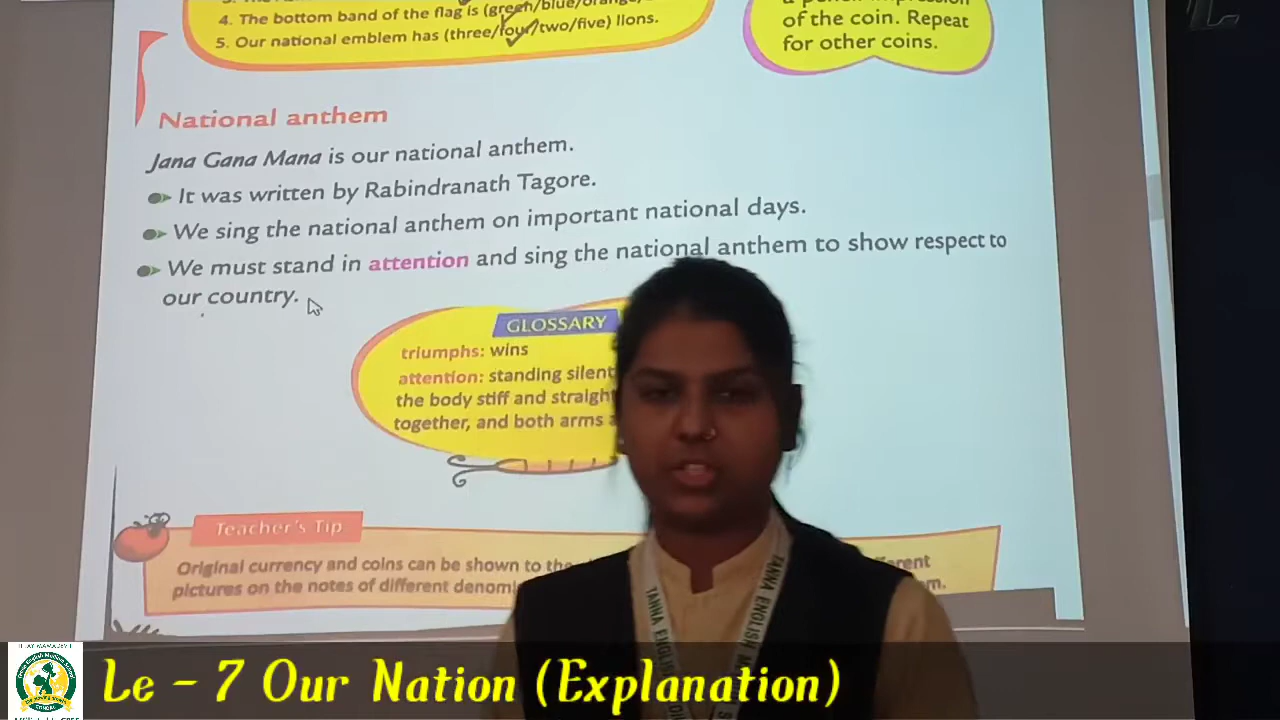 4. The bottom band of the flag is (green/blue/orange/
5. Our national emblem has (three/four/two/five) lions.
of the coin. Repeat
for other coins.
National anthem
Jana Gana Mana is our national anthem.
It was written by Rabindranath Tagore.
We sing the national anthem on important national days.
We must stand in attention and sing the national anthem to show respect to
our country.
GLOSSARY
triumphs: wins
attention: standing silent
the body stiff and straight
together, and both arms
Teacher's Tip
Original currency and coins can be shown to the
pictures on the notes of different
TANNA ENGLISH
TANNA ENGLISH
Le - 7 Our Nation (Explanation)